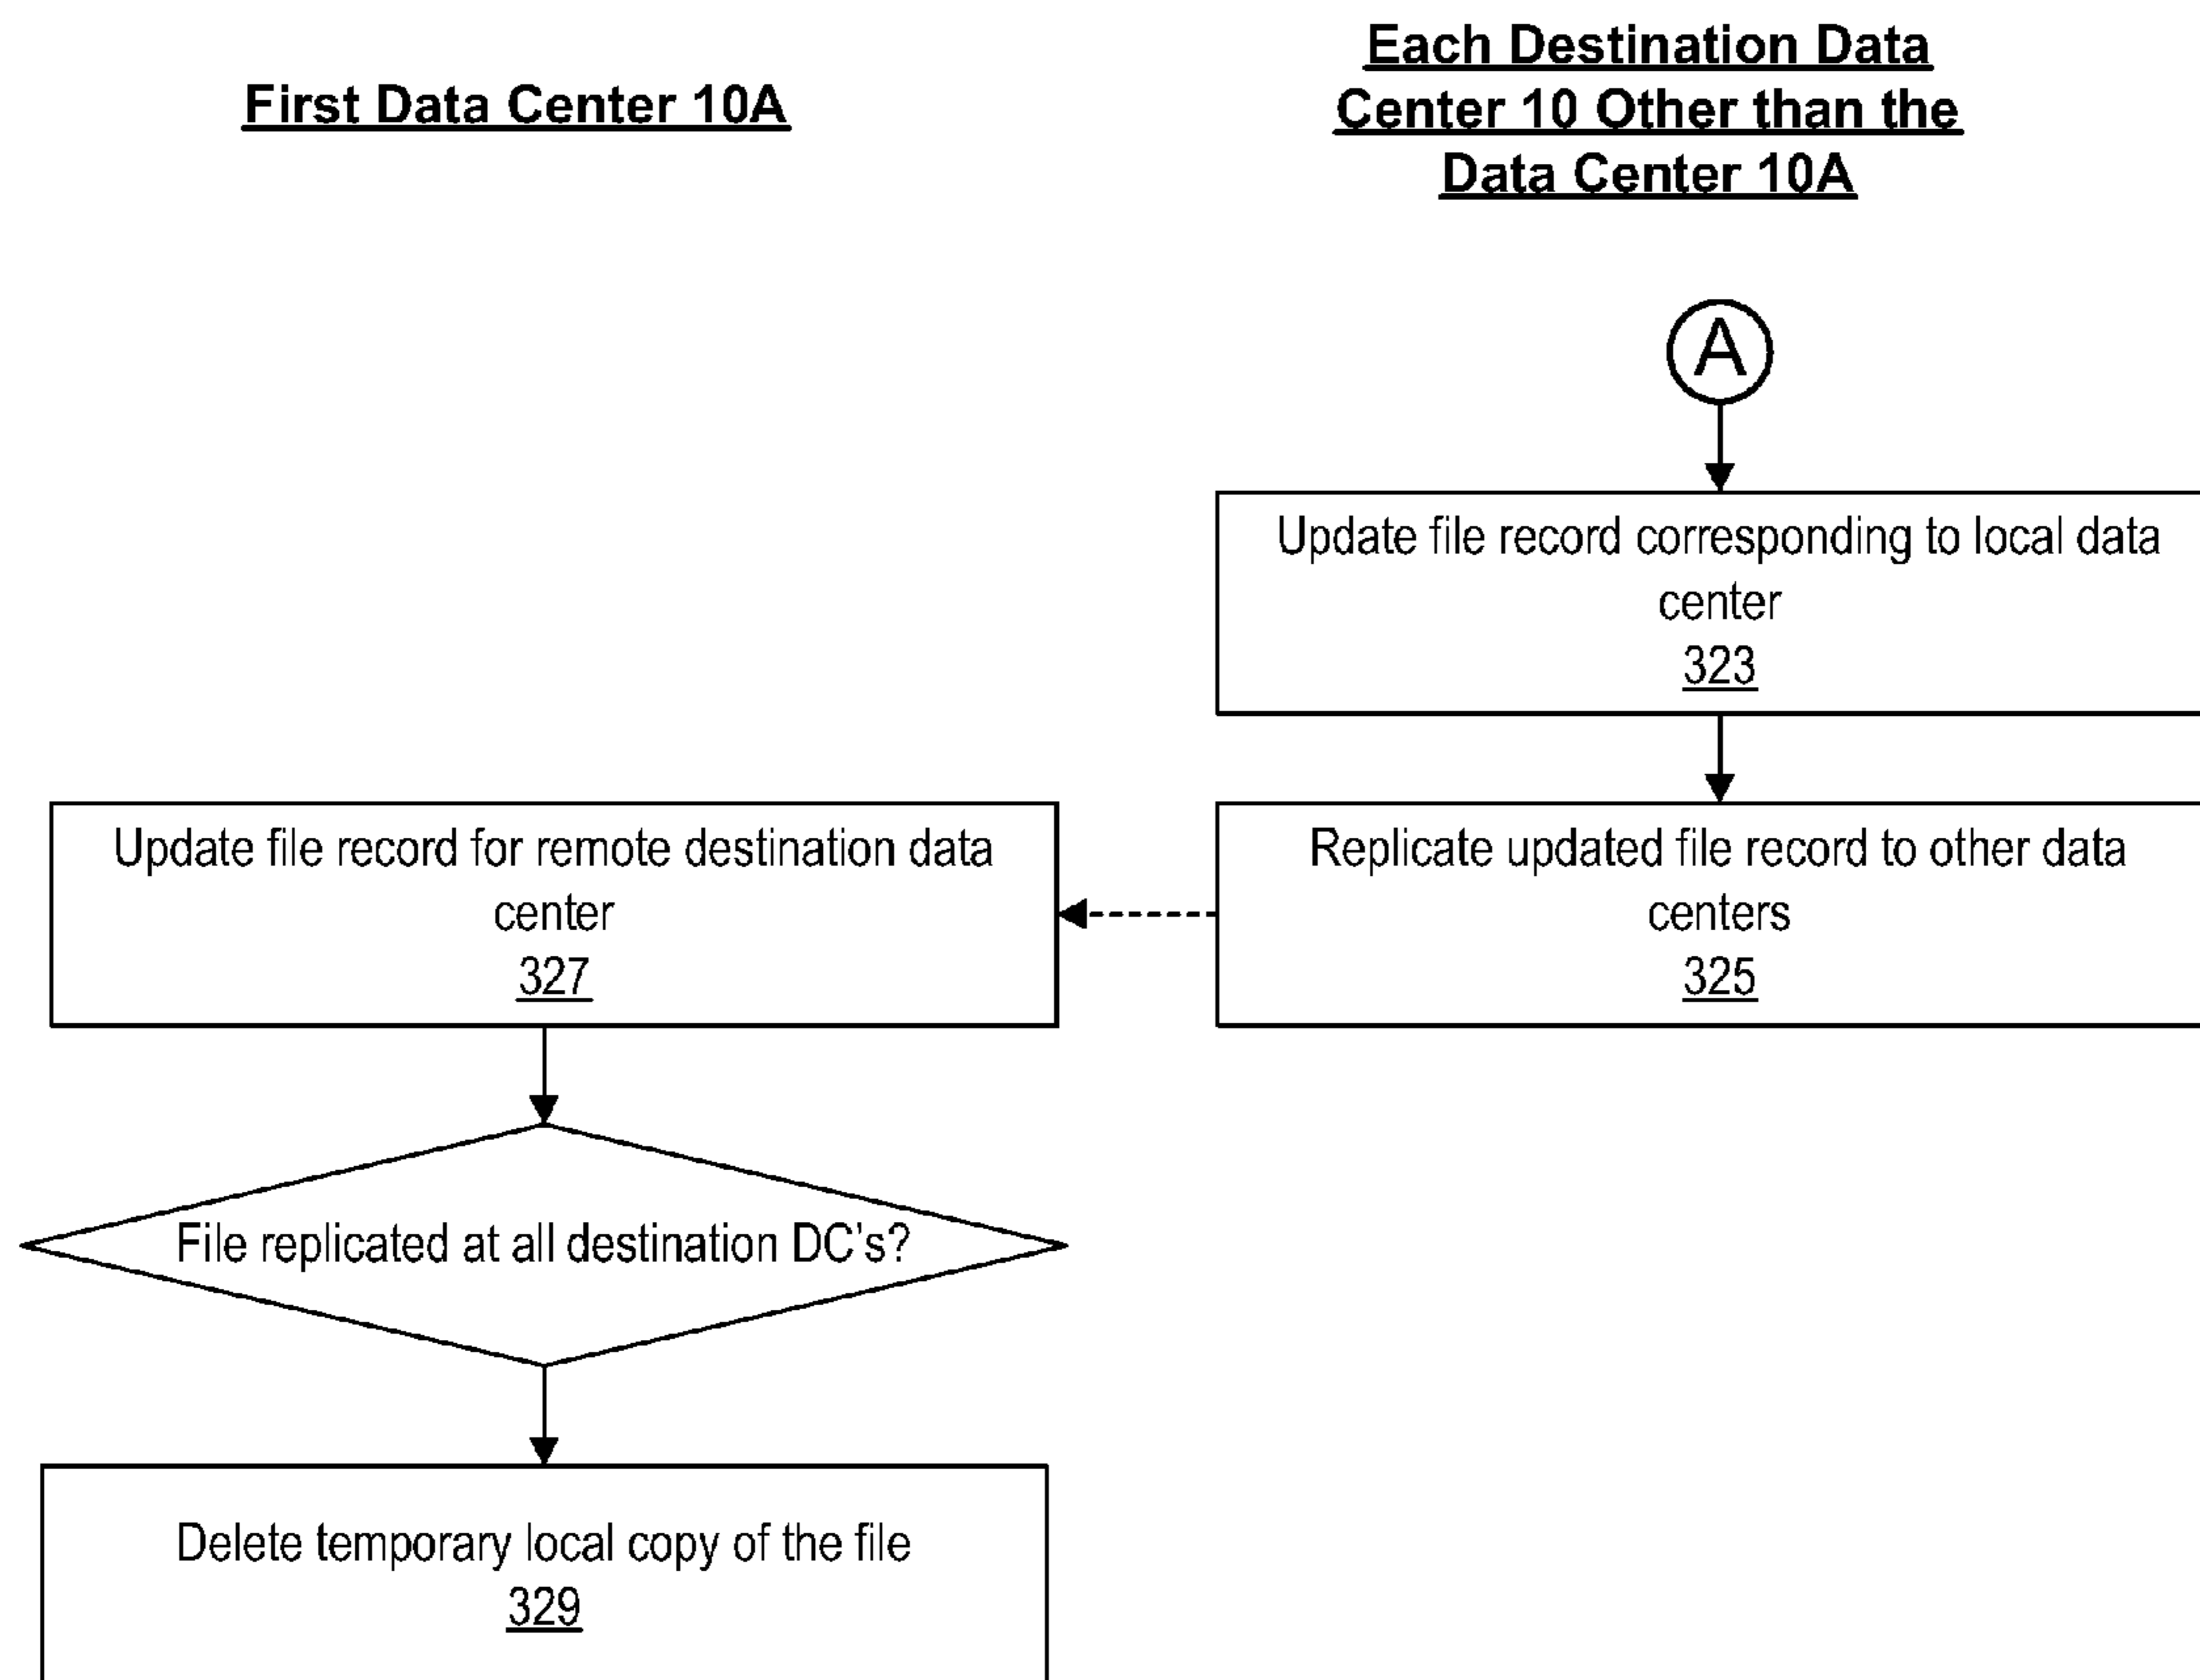 First Data Center 10A
Each Destination Data
Center 10 Other than the
Data Center 10A
A
Update file record corresponding to local data
center
323
Update file record for remote destination data
center
327
Replicate updated file record to other data
centers
325
File replicated at all destination DC's?
Delete temporary local copy of the file
329